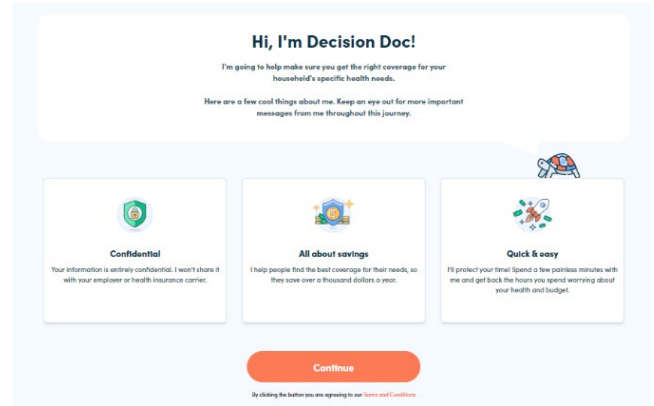 Hi, I'm Decision Doc!
I'm going to help make sure you get the right coverage for your
household's specific health needs.
Here are a few cool things about me. Keep an eye out for more important
messages from me throughout this journey.
Confidential
Your information is entirely confidential. I won't share it
with your employer or health insurance carrier.
All about savings
I help people find the best coverage for their needs, so
they save over a thousand dollars a year.
Quick & easy
I'll protect your time! Spend a few painless minutes with
me and get back the hours you spend worrying about
your health and budget.
Continue
By clicking the button you are agreeing to our Terms and Conditions